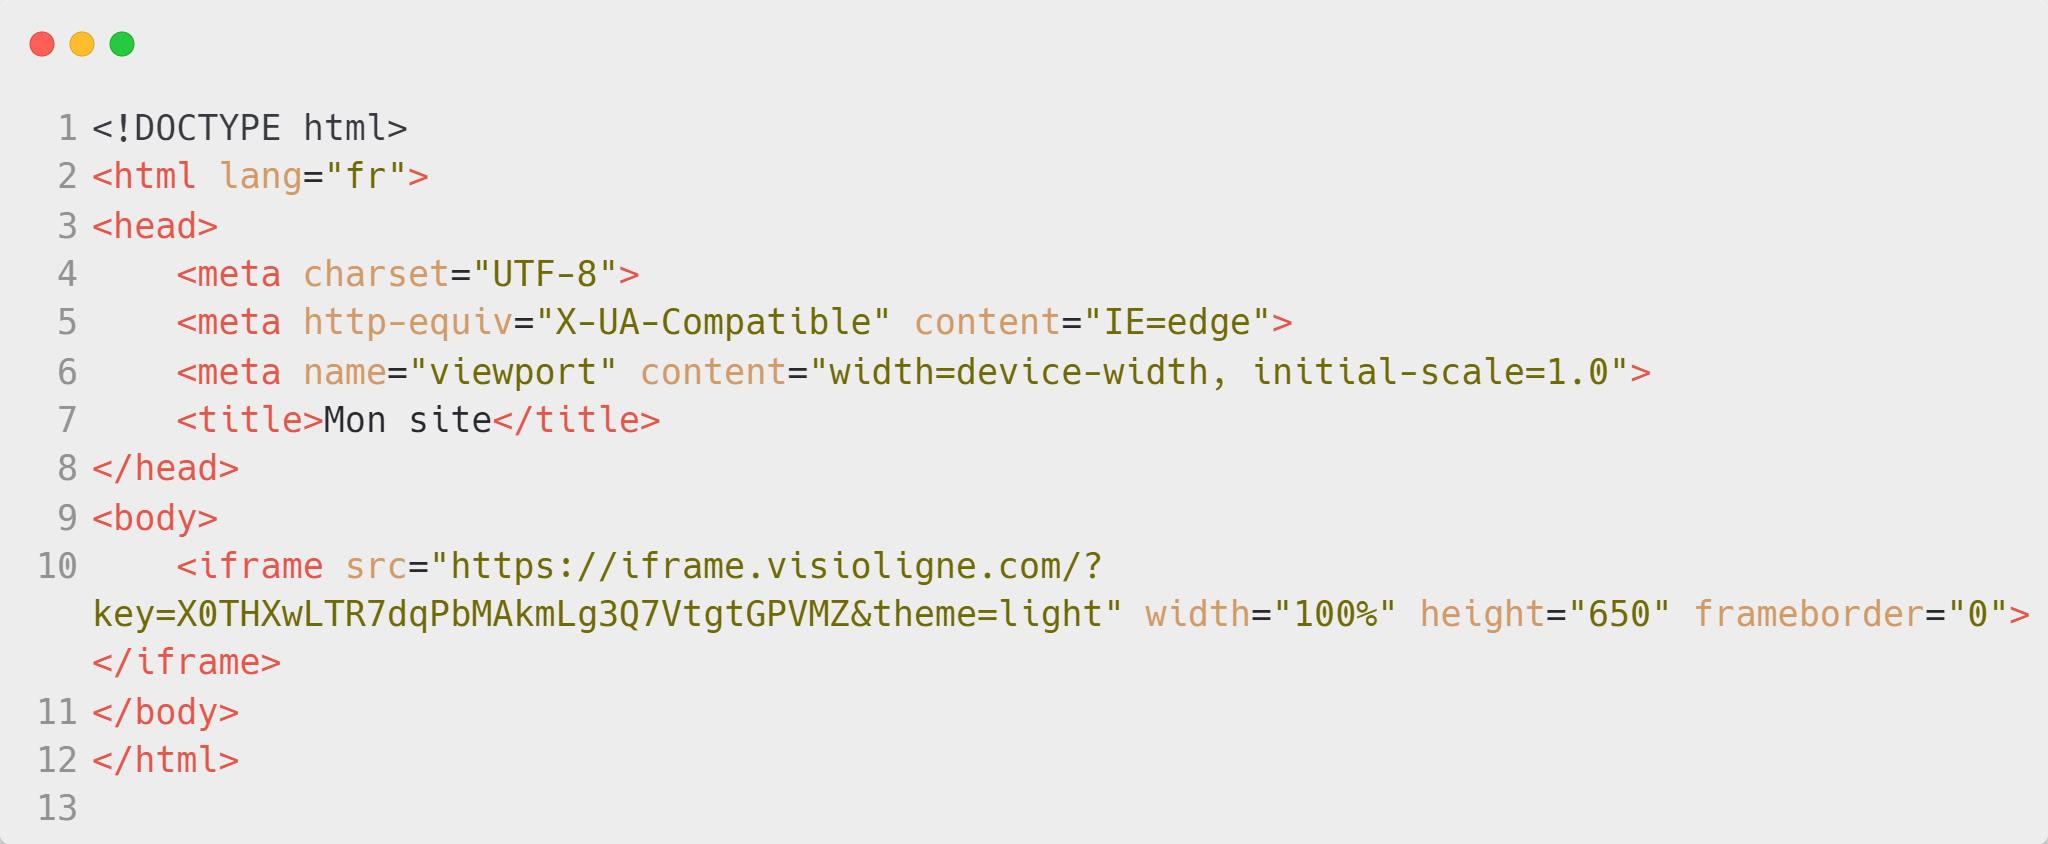 1 <!DOCTYPE html>
2 <html lang="fr">
3 <head>
4     <meta charset="UTF-8">
5     <meta http-equiv="X-UA-Compatible" content="IE=edge">
6     <meta name="viewport" content="width=device-width, initial-scale=1.0">
7     <title>Mon site</title>
8 </head>
9 <body>
10     <iframe src="https://iframe.visioligne.com/?
key=X0THXwLTR7dqPbMAkmLg3Q7VtgtGPVMZ&theme=light" width="100%" height="650" frameborder="0">
</iframe>
11 </body>
12 </html>
13